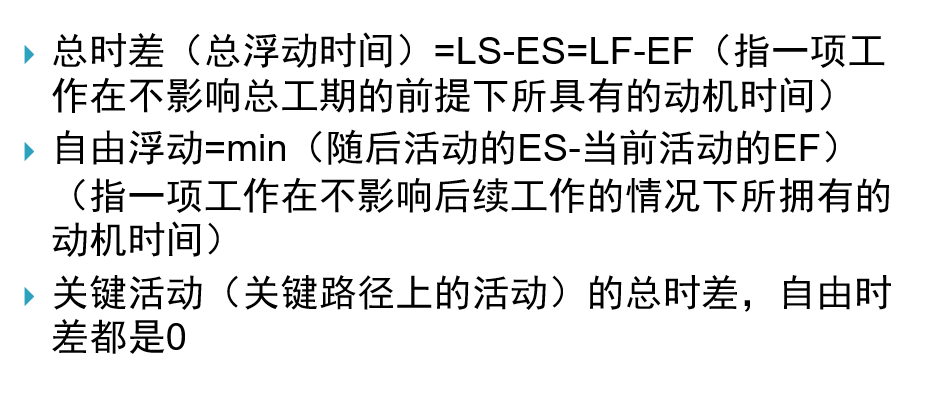 总时差（总浮动时间）=LS-ES=LF-EF（指一项工
作在不影响总工期的前提下所具有的动机时间）
自由浮动=min（随后活动的ES-当前活动的EF）
（指一项工作在不影响后续工作的情况下所拥有的
动机时间）
关键活动（关键路径上的活动）的总时差，自由时
差都是0